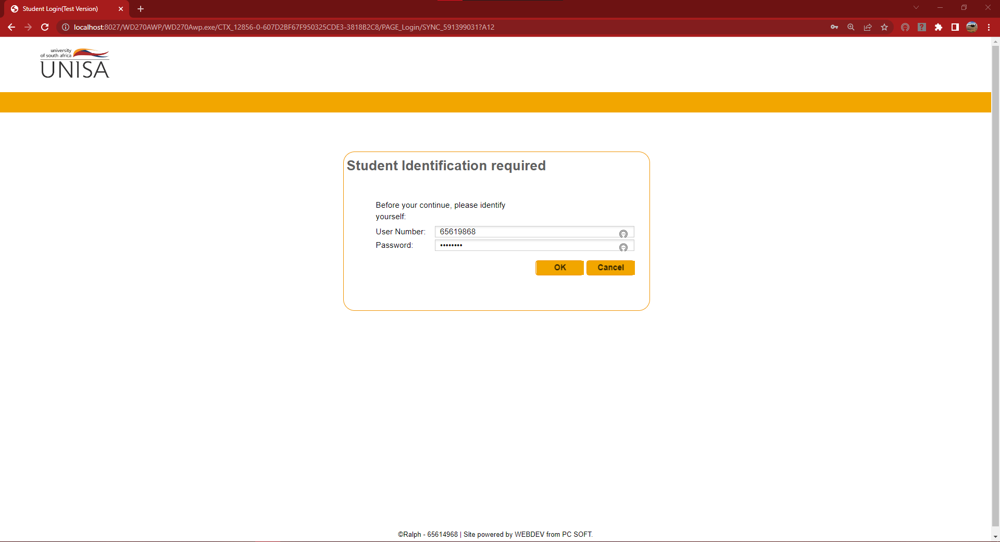 Student Login(Test Version)
localhost:8027/WD270AWP/WD270Awp.exe/CTX_12856-0-607D2BF67F950325CDE3-3818B2C8/PAGE_Login/SYNC_591399031?A12
university
of south africa
UNISA
Student Identification required
Before your continue, please identify
yourself:
User Number: 65619868
Password: ••••••••
OK Cancel
©Ralph - 65614968 | Site powered by WEBDEV from PC SOFT.